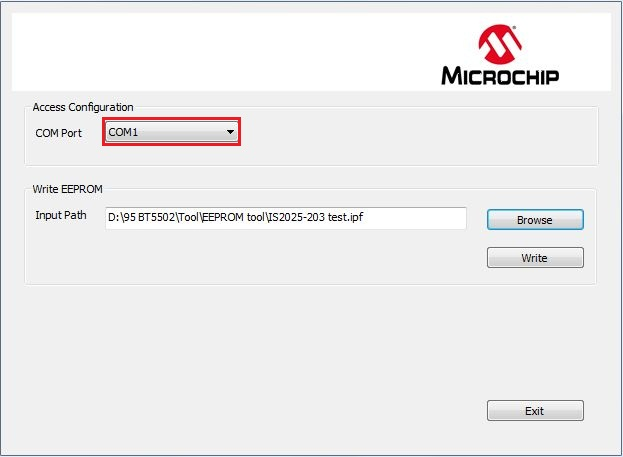 MICROCHIP
Access Configuration
COM Port COM1
Write EEPROM
Input Path D:\95 BT5502\Tool\EEPROM tool\IS2025-203 test.ipf Browse
Write
Exit